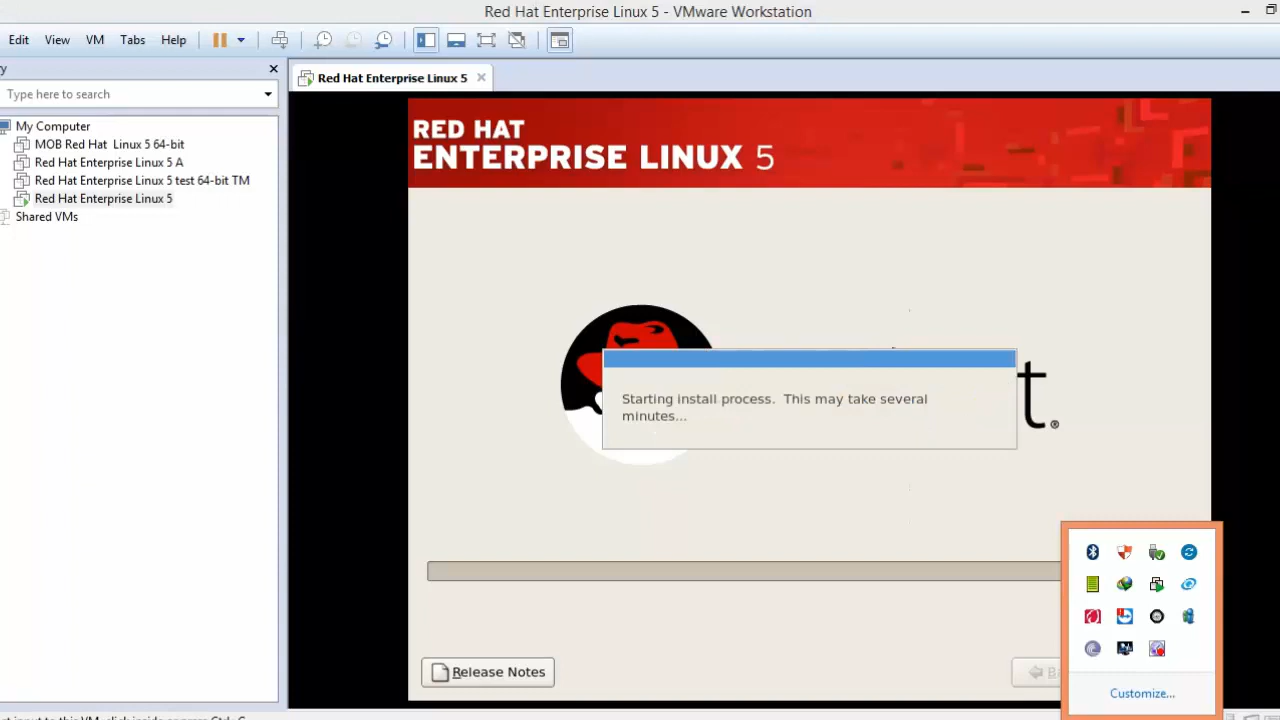 Red Hat Enterprise Linux 5 - VMware Workstation
Edit View VM Tabs Help
Red Hat Enterprise Linux 5
Type here to search
My Computer
MOB Red Hat Linux 5 64-bit
Red Hat Enterprise Linux 5 A
Red Hat Enterprise Linux 5 test 64-bit TM
Red Hat Enterprise Linux 5
Shared VMs
RED HAT
ENTERPRISE LINUX 5
Starting install process. This may take several
minutes...
t.®
Release Notes
Customize...